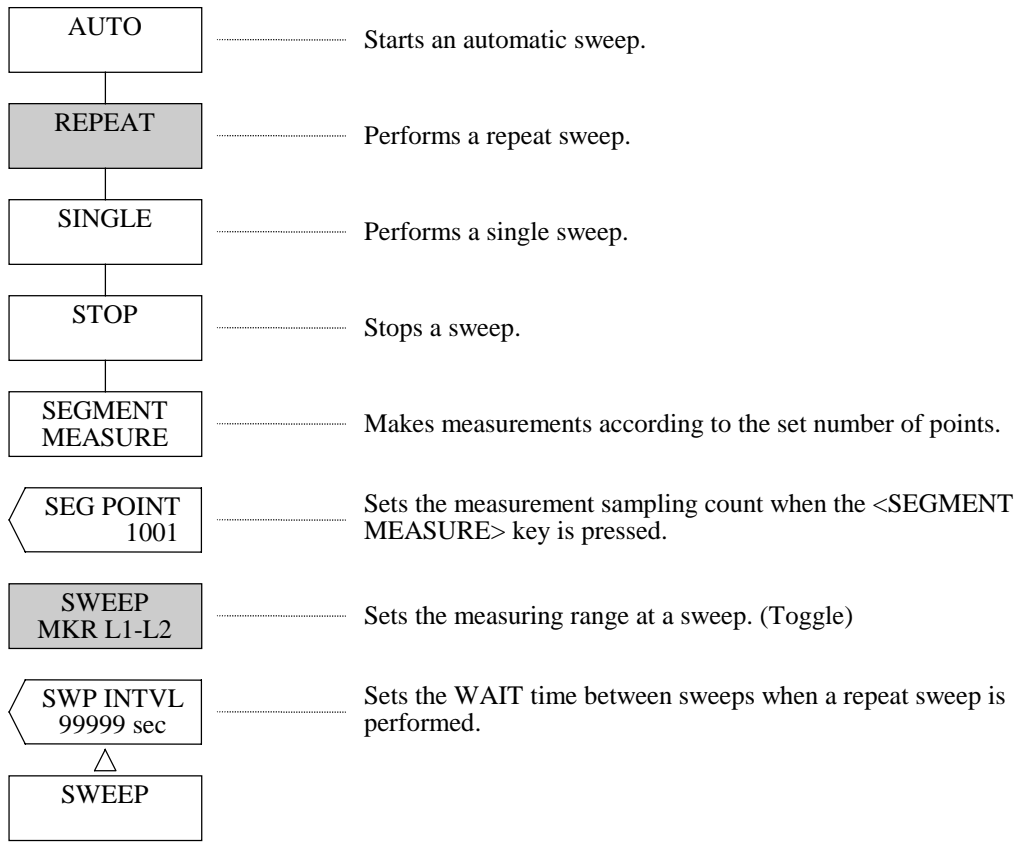 AUTO
Starts an automatic sweep.
REPEAT
Performs a repeat sweep.
SINGLE
Performs a single sweep.
STOP
Stops a sweep.
SEGMENT
MEASURE
Makes measurements according to the set number of points.
SEG POINT
1001
Sets the measurement sampling count when the <SEGMENT
MEASURE> key is pressed.
SWEEP
MKR L1-L2
Sets the measuring range at a sweep. (Toggle)
SWP INTVL
99999 sec
Sets the WAIT time between sweeps when a repeat sweep is
performed.
SWEEP